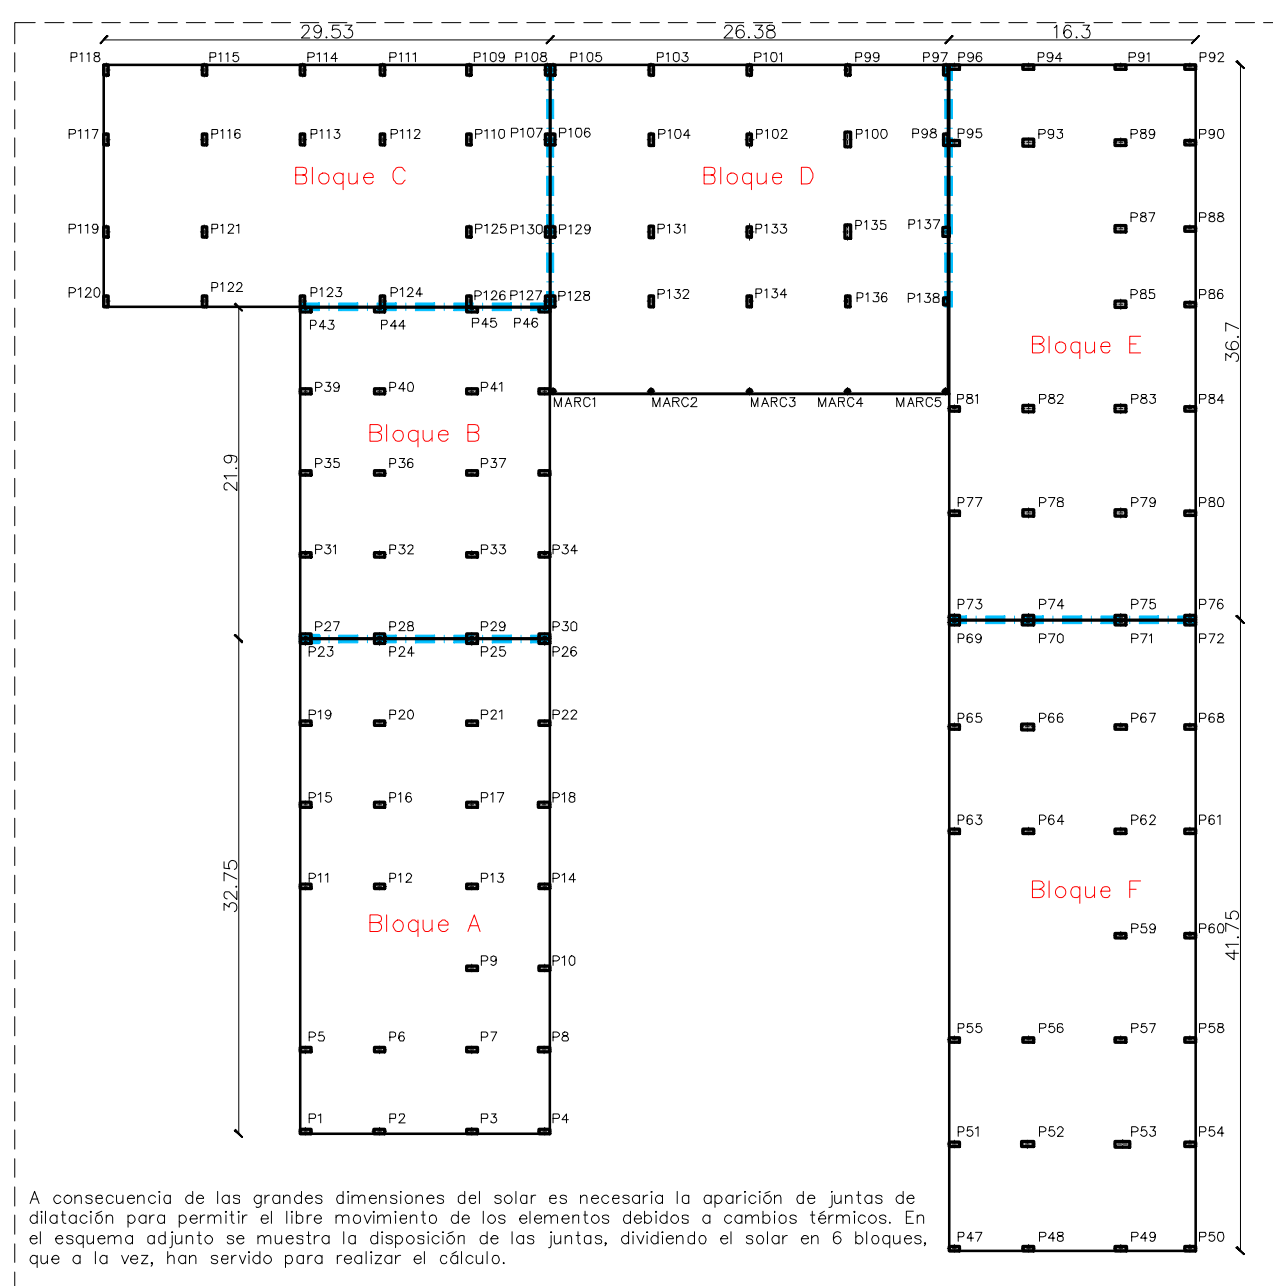 29.53 26.38 16.3
P118 P115 P114 P111 P109 P108 P105 P103 P101 P99 P97 P96 P94 P91 P92
P117 P116 P113 P112 P110 P107 P106 P104 P102 P100 P98 P95 P93 P89 P90
Bloque C Bloque D
P119 P121 P125 P130 P129 P131 P133 P135 P137 P87 P88
P120 P122 P123 P124 P126 P127 P128 P132 P134 P136 P138 P85 P86
P43 P44 P45 P46
Bloque E
36.7
P39 P40 P41
MARC1 MARC2 MARC3 MARC4 MARC5
P81 P82 P83 P84
Bloque B
21.9
P35 P36 P37
P77 P78 P79 P80
P31 P32 P33 P34
P73 P74 P75 P76
P27 P28 P29 P30
P69 P70 P71 P72
P23 P24 P25 P26
P19 P20 P21 P22
P65 P66 P67 P68
P15 P16 P17 P18
P63 P64 P62 P61
32.75
P11 P12 P13 P14
Bloque F
Bloque A
P59 P60
41.75
P9 P10
P5 P6 P7 P8
P55 P56 P57 P58
P1 P2 P3 P4
P51 P52 P53 P54
A consecuencia de las grandes dimensiones del solar es necesaria la aparición de juntas de
dilatación para permitir el libre movimiento de los elementos debidos a cambios térmicos. En
el esquema adjunto se muestra la disposición de las juntas, dividiendo el solar en 6 bloques,
que a la vez, han servido para realizar el cálculo.
P47 P48 P49 P50